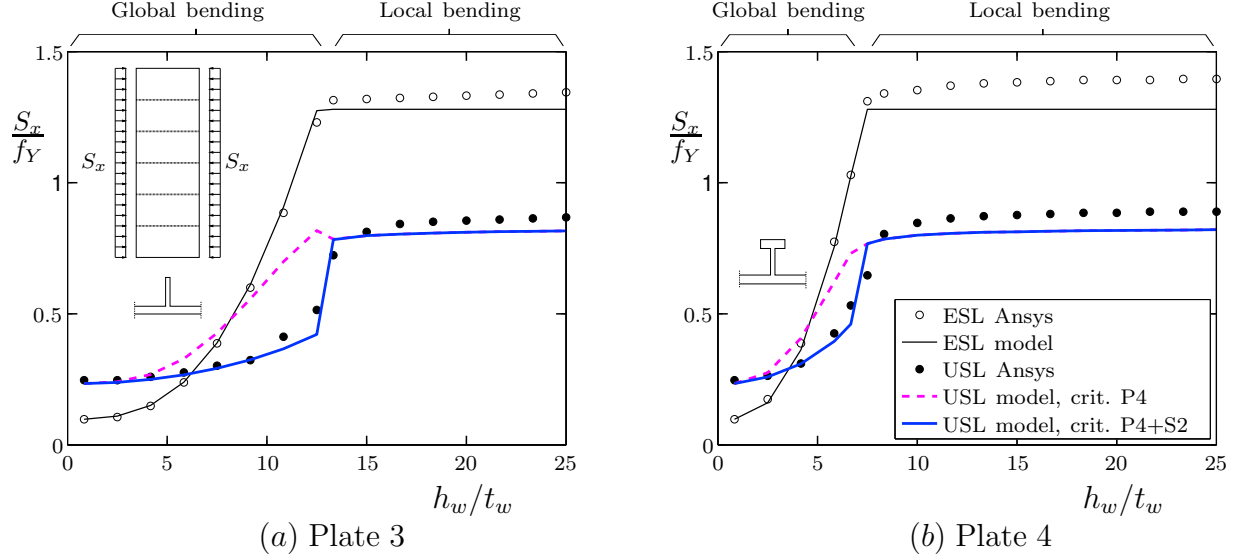 Global bending
Local bending
1.5
S_x/f_Y
1
0.5
0
S_x
S_x
0 5 10 15 20 25
h_w/t_w
(a) Plate 3
Global bending
Local bending
1.5
S_x/f_Y
1
0.5
0
ESL Ansys
ESL model
USL Ansys
USL model, crit. P4
USL model, crit. P4+S2
0 5 10 15 20 25
h_w/t_w
(b) Plate 4